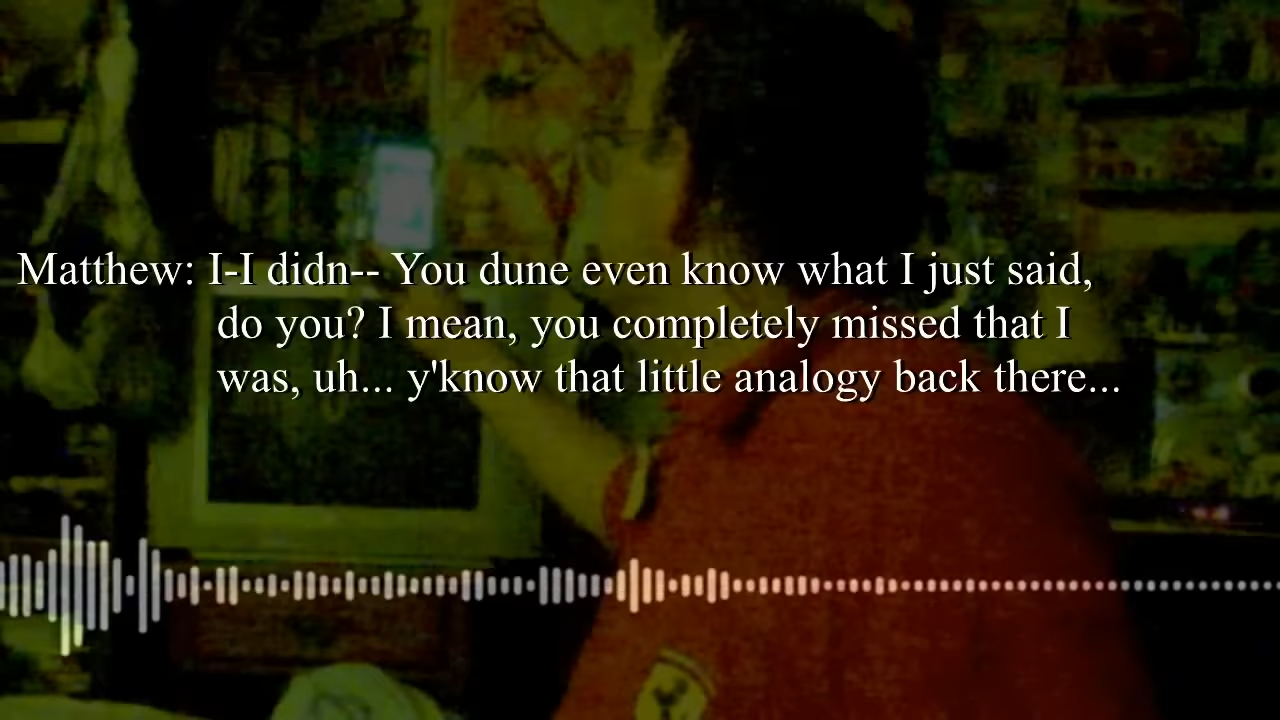 Matthew: I-I didn-- You dune even know what I just said,
do you? I mean, you completely missed that I
was, uh... y'know that little analogy back there...